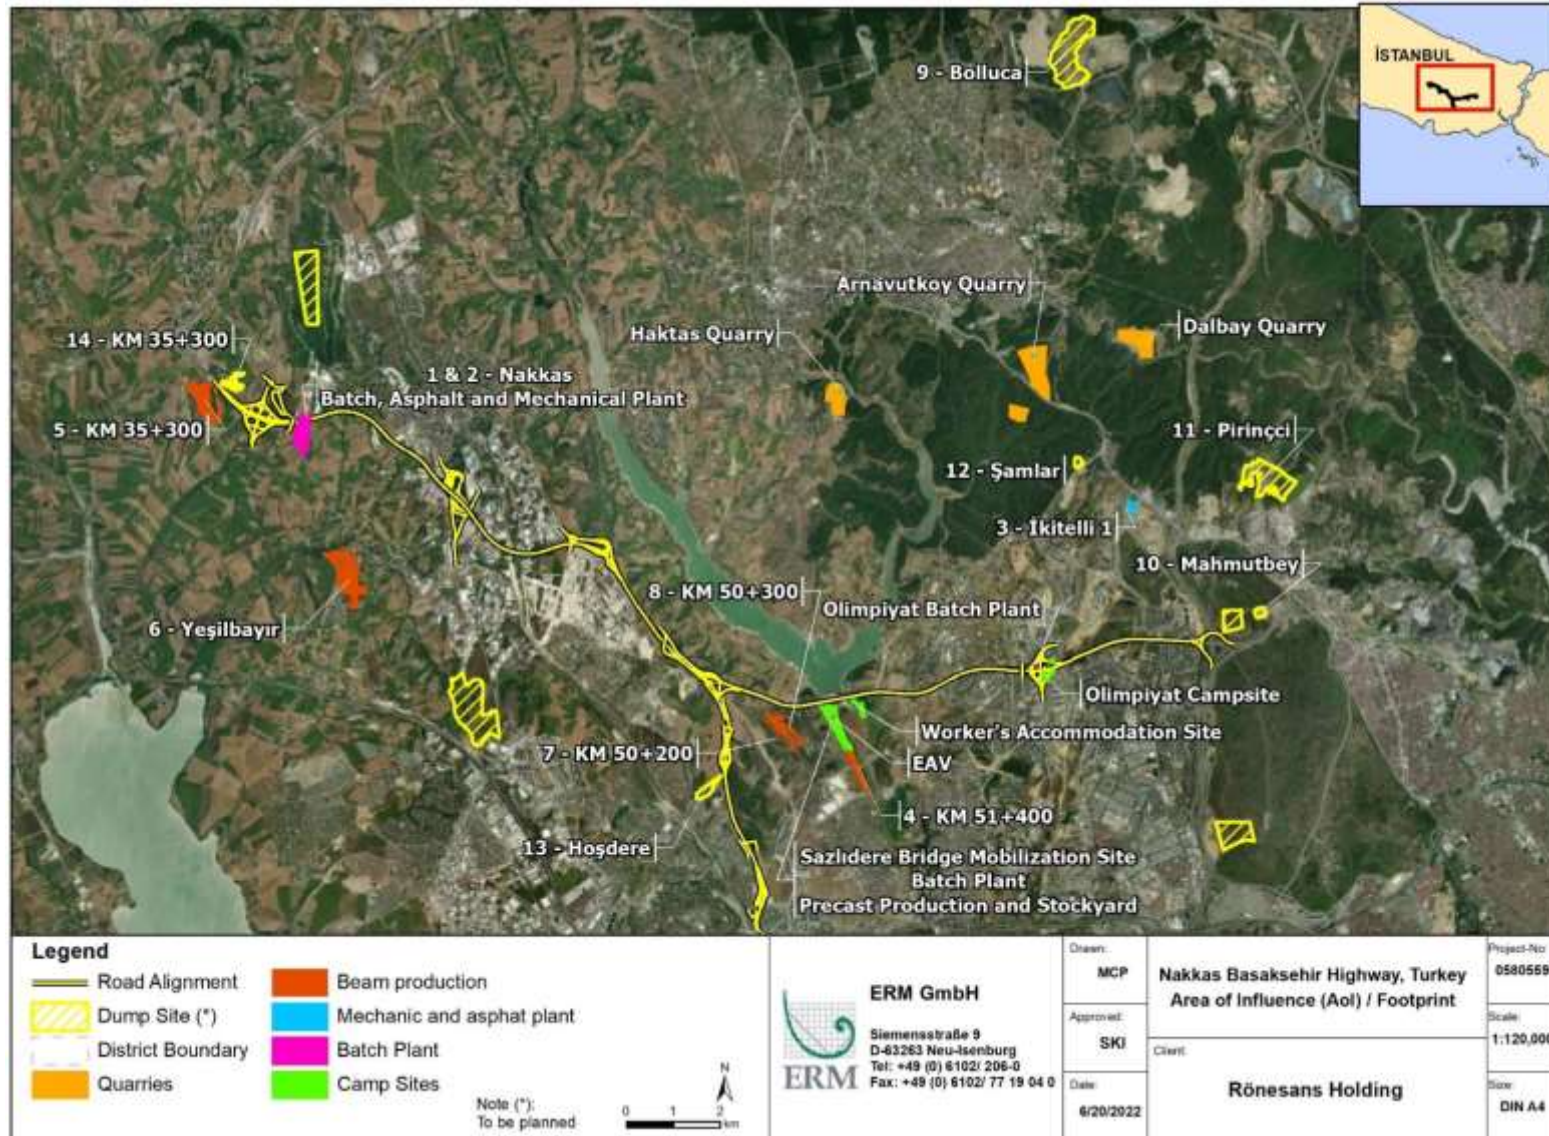 İSTANBUL
9 - Bolluca
Arnavutkoy Quarry
Haktas Quarry
Dalbay Quarry
14 - KM 35+300
1 & 2 - Nakkas
Batch, Asphalt and Mechanical Plant
5 - KM 35+300
11 - Pirinçci
12 - Şamlar
3 - İkitelli 1
10 - Mahmutbey
8 - KM 50+300
Olimpiyat Batch Plant
6 - Yeşilbayır
Olimpiyat Campsite
Worker's Accommodation Site
7 - KM 50+200
EAV
4 - KM 51+400
13 - Hoşdere
Sazlıdere Bridge Mobilization Site
Batch Plant
Precast Production and Stockyard
Legend
Road Alignment
Dump Site (*)
District Boundary
Quarries
Beam production
Mechanic and asphat plant
Batch Plant
Camp Sites
Note (*):
To be planned
N
0 1 2
km
ERM
ERM GmbH
Siemensstraße 9
D-63263 Neu-Isenburg
Tel: +49 (0) 6102/ 206-0
Fax: +49 (0) 6102/ 77 19 04 0
Drawn:
MCP
Approved:
SKI
Date:
6/20/2022
Nakkas Basaksehir Highway, Turkey
Area of Influence (AoI) / Footprint
Client:
Rönesans Holding
Project-No:
0580559
Scale:
1:120,000
Size:
DIN A4